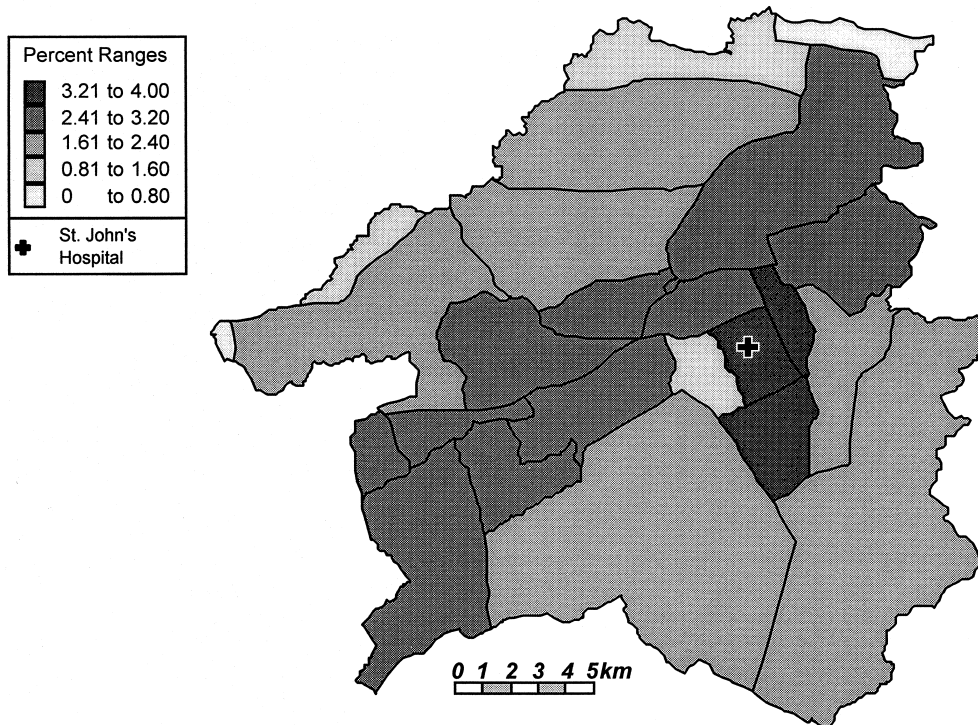 Percent Ranges
3.21 to 4.00
2.41 to 3.20
1.61 to 2.40
0.81 to 1.60
0 to 0.80
St. John's
Hospital
0 1 2 3 4 5km